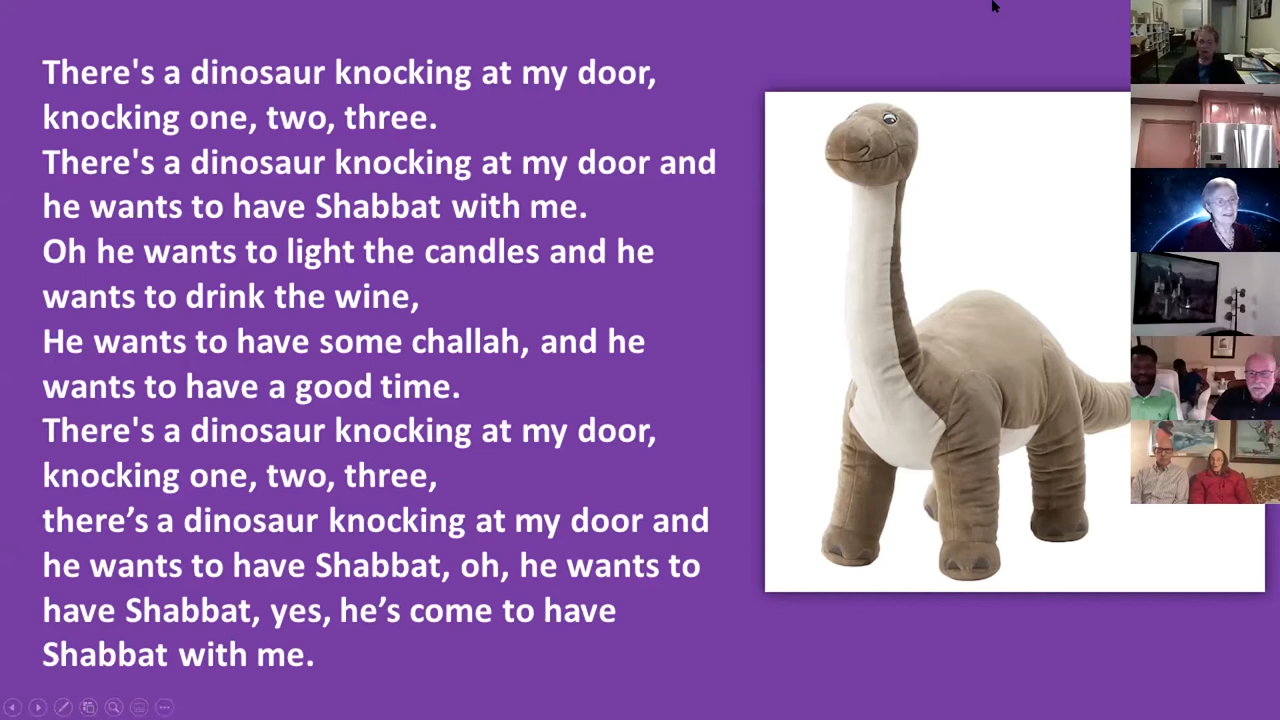 There's a dinosaur knocking at my door,
knocking one, two, three.
There's a dinosaur knocking at my door and
he wants to have Shabbat with me.
Oh he wants to light the candles and he
wants to drink the wine,
He wants to have some challah, and he
wants to have a good time.
There's a dinosaur knocking at my door,
knocking one, two, three,
there’s a dinosaur knocking at my door and
he wants to have Shabbat, oh, he wants to
have Shabbat, yes, he’s come to have
Shabbat with me.